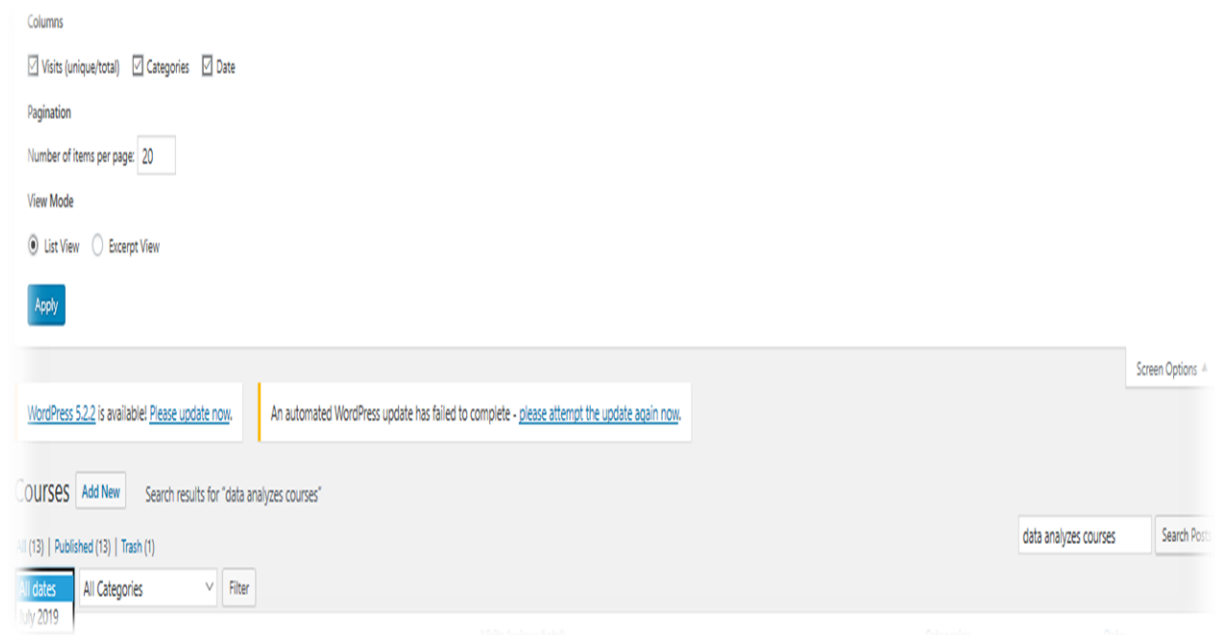 Columns
Visits (unique/total) Categories Date
Pagination
Number of items per page: 20
View Mode
List View Excerpt View
Apply
Screen Options
WordPress 5.2.2 is available! Please update now.
An automated WordPress update has failed to complete - please attempt the update again now.
Courses Add New Search results for "data analyzes courses"
All (13) | Published (13) | Trash (1)
data analyzes courses Search Posts
All dates All Categories Filter
July 2019